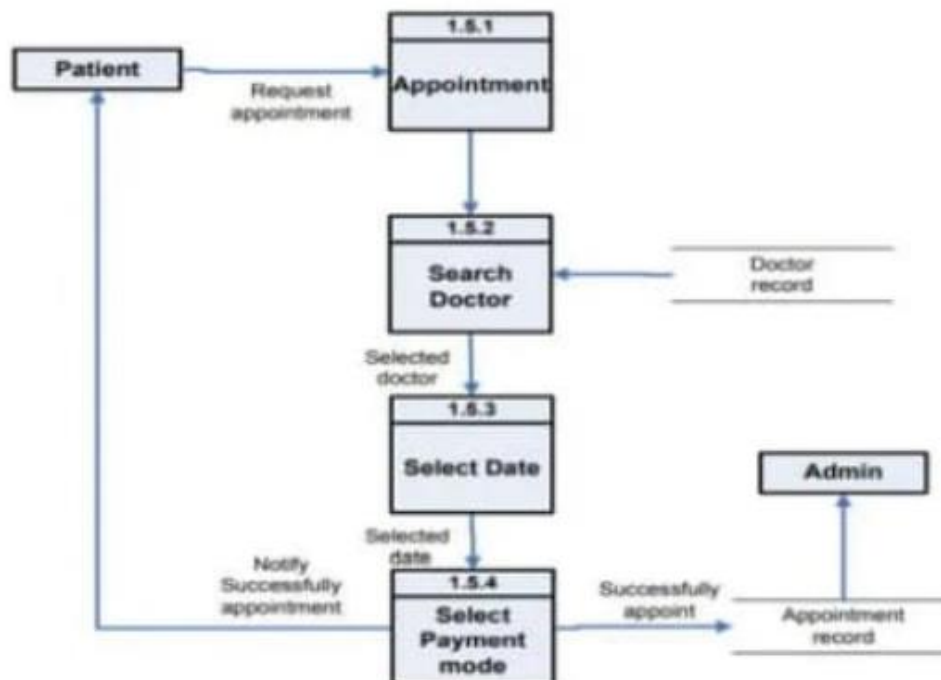 1.5.1
Patient
Appointment
Request
appointment
1.5.2
Search
Doctor
Doctor
record
Selected
doctor
1.5.3
Select Date
Admin
Selected
date
Notify
Successfully
appointment
1.5.4
Select
Payment
mode
Successfully
appoint
Appointment
record